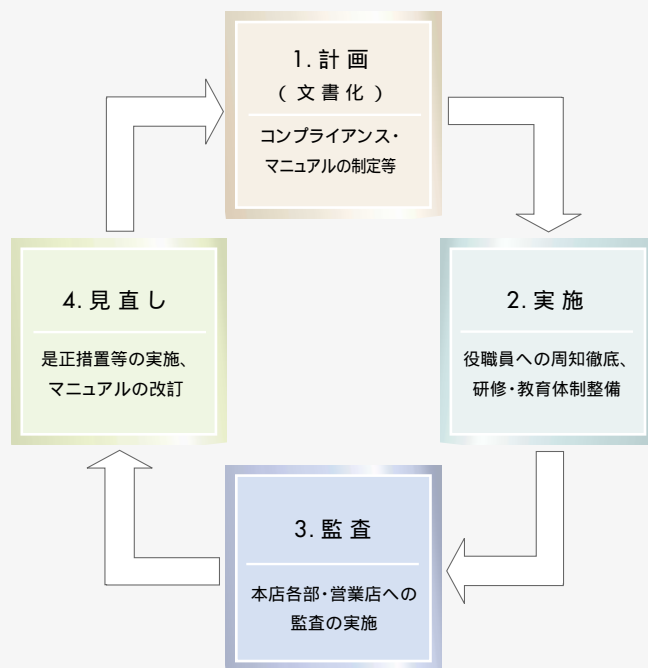 1.計画
(文書化)
コンプライアンス・
マニュアルの制定等
2.実施
役職員への周知徹底、
研修・教育体制整備
3.監査
本店各部・営業店への
監査の実施
4.見直し
是正措置等の実施、
マニュアルの改訂